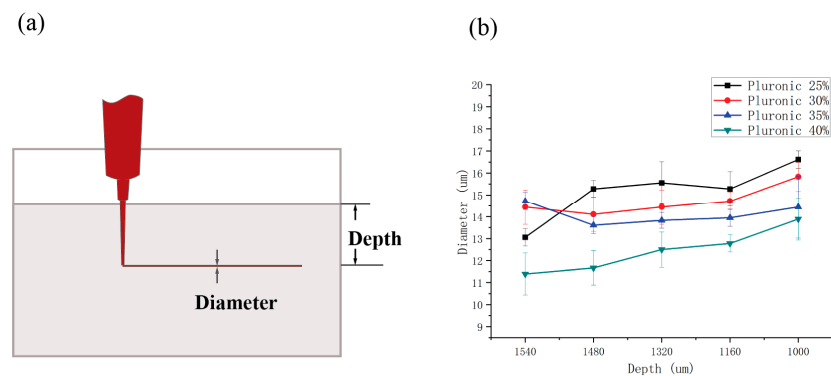 (a)
Depth
Diameter
(b)
20
19
18
17
16
15
14
13
12
11
10
9
Diameter (um)
Pluronic 25%
Pluronic 30%
Pluronic 35%
Pluronic 40%
1540 1480 1320 1160 1000
Depth (um)